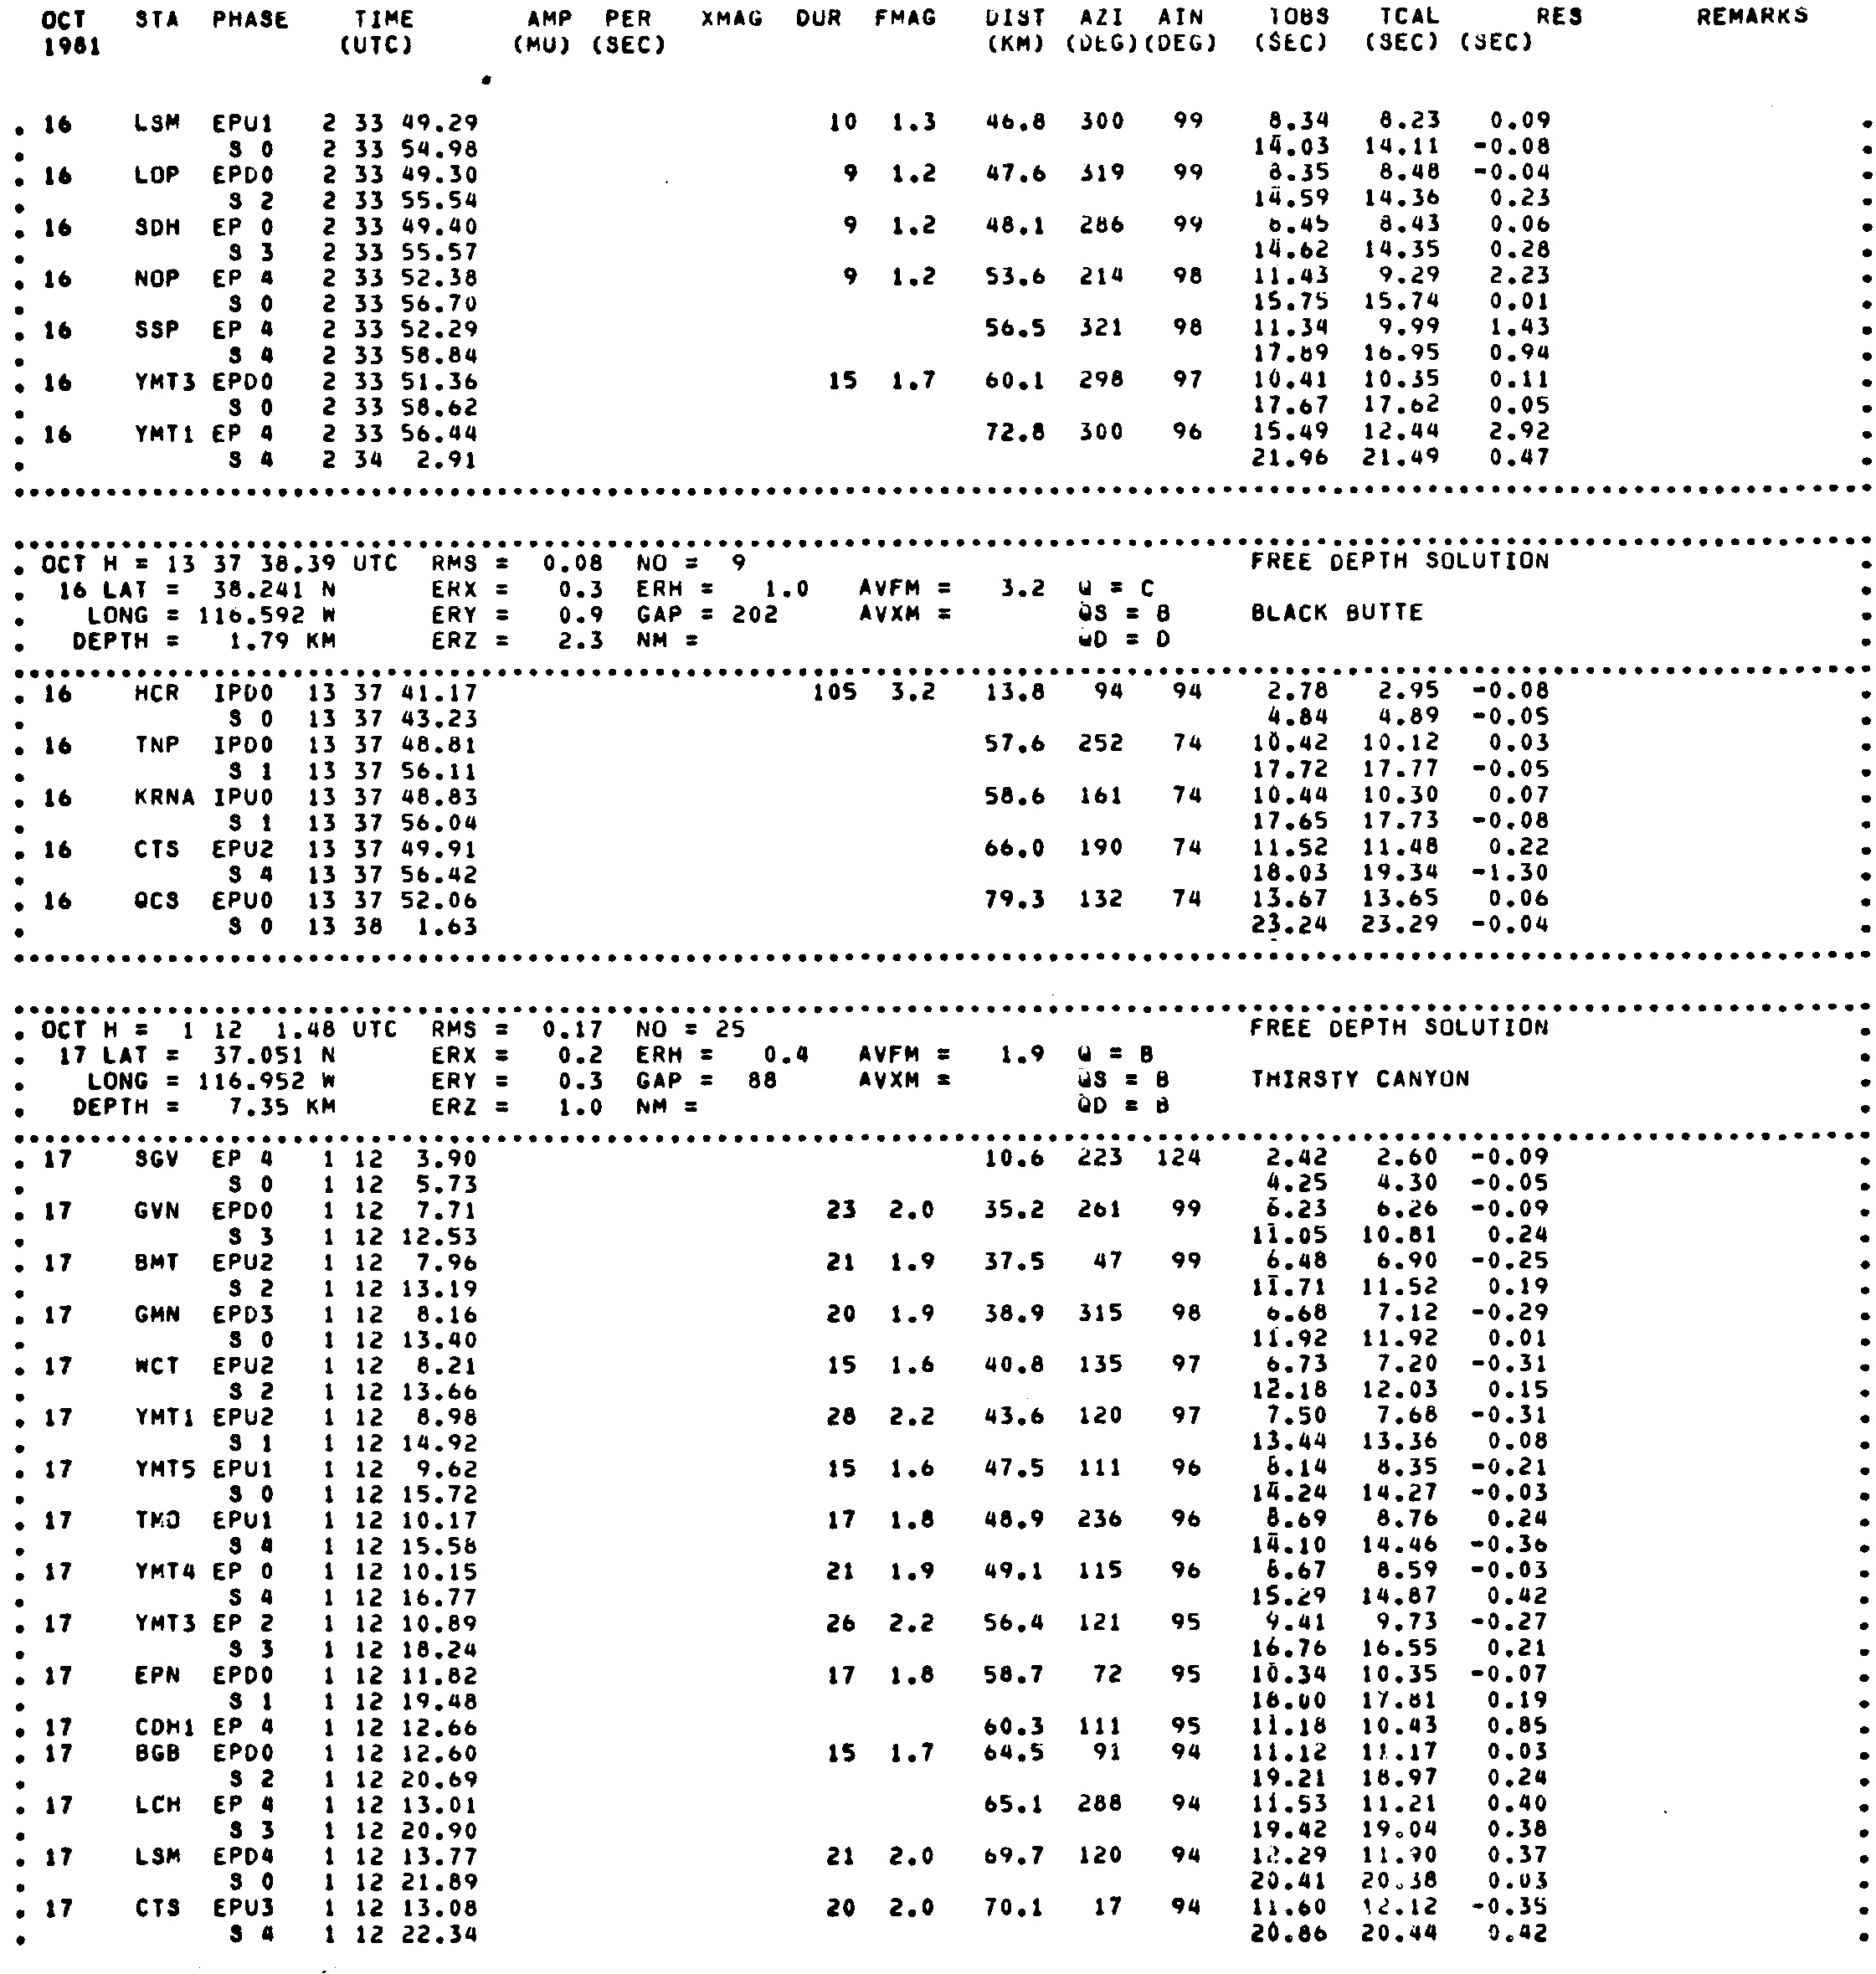 OCT STA PHASE TIME AMP PER XMAG DUR FMAG DIST AZI AIN TOBS TCAL RES REMARKS
1981 (UTC) (MU) (SEC) (KM) (DEG) (DEG) (SEC) (SEC) (SEC)
. 16 LSM EPU1 2 33 49.29 10 1.3 46.8 300 99 8.34 8.23 0.09 .
. S 0 2 33 54.98 14.03 14.11 -0.08 .
. 16 LOP EPD0 2 33 49.30 9 1.2 47.6 319 99 8.35 8.48 -0.04 .
. S 2 2 33 55.54 14.59 14.36 0.23 .
. 16 SDH EP 0 2 33 49.40 9 1.2 48.1 286 99 8.45 8.43 0.06 .
. S 3 2 33 55.57 14.62 14.35 0.28 .
. 16 NOP EP 4 2 33 52.38 9 1.2 53.6 214 98 11.43 9.29 2.23 .
. S 0 2 33 56.70 15.75 15.74 0.01 .
. 16 SSP EP 4 2 33 52.29 56.5 321 98 11.34 9.99 1.43 .
. S 4 2 33 58.84 17.89 16.95 0.94 .
. 16 YMT3 EPD0 2 33 51.36 15 1.7 60.1 298 97 10.41 10.35 0.11 .
. S 0 2 33 58.62 17.67 17.62 0.05 .
. 16 YMT1 EP 4 2 33 56.44 72.8 300 96 15.49 12.44 2.92 .
. S 4 2 34 2.91 21.96 21.49 0.47 .
. OCT H = 13 37 38.39 UTC RMS = 0.08 NO = 9 FREE DEPTH SOLUTION .
. 16 LAT = 38.241 N ERX = 0.3 ERH = 1.0 AVFM = 3.2 Q = C .
. LONG = 116.592 W ERY = 0.9 GAP = 202 AVXM = QS = B BLACK BUTTE .
. DEPTH = 1.79 KM ERZ = 2.3 NM = QD = D .
. 16 HCR IPD0 13 37 41.17 105 3.2 13.8 94 94 2.78 2.95 -0.08 .
. S 0 13 37 43.23 4.84 4.89 -0.05 .
. 16 TNP IPD0 13 37 48.81 57.6 252 74 10.42 10.12 0.03 .
. S 1 13 37 56.11 17.72 17.77 -0.05 .
. 16 KRNA IPU0 13 37 48.83 58.6 161 74 10.44 10.30 0.07 .
. S 1 13 37 56.04 17.65 17.73 -0.08 .
. 16 CTS EPU2 13 37 49.91 66.0 190 74 11.52 11.48 0.22 .
. S 4 13 37 56.42 18.03 19.34 -1.30 .
. 16 QCS EPU0 13 37 52.06 79.3 132 74 13.67 13.65 0.06 .
. S 0 13 38 1.63 23.24 23.29 -0.04 .
. OCT H = 1 12 1.48 UTC RMS = 0.17 NO = 25 FREE DEPTH SOLUTION .
. 17 LAT = 37.051 N ERX = 0.2 ERH = 0.4 AVFM = 1.9 Q = B .
. LONG = 116.952 W ERY = 0.3 GAP = 88 AVXM = QS = B THIRSTY CANYON .
. DEPTH = 7.35 KM ERZ = 1.0 NM = QD = B .
. 17 SGV EP 4 1 12 3.90 10.6 223 124 2.42 2.60 -0.09 .
. S 0 1 12 5.73 4.25 4.30 -0.05 .
. 17 GVN EPD0 1 12 7.71 23 2.0 35.2 261 99 6.23 6.26 -0.09 .
. S 3 1 12 12.53 11.05 10.81 0.24 .
. 17 BMT EPU2 1 12 7.96 21 1.9 37.5 47 99 6.48 6.90 -0.25 .
. S 2 1 12 13.19 11.71 11.52 0.19 .
. 17 GMN EPD3 1 12 8.16 20 1.9 38.9 315 98 6.68 7.12 -0.29 .
. S 0 1 12 13.40 11.92 11.92 0.01 .
. 17 WCT EPU2 1 12 8.21 15 1.6 40.8 135 97 6.73 7.20 -0.31 .
. S 2 1 12 13.66 12.18 12.03 0.15 .
. 17 YMT1 EPU2 1 12 8.98 28 2.2 43.6 120 97 7.50 7.68 -0.31 .
. S 1 1 12 14.92 13.44 13.36 0.08 .
. 17 YMT5 EPU1 1 12 9.62 15 1.6 47.5 111 96 8.14 8.35 -0.21 .
. S 0 1 12 15.72 14.24 14.27 -0.03 .
. 17 TMO EPU1 1 12 10.17 17 1.8 48.9 236 96 8.69 8.76 0.24 .
. S 4 1 12 15.58 14.10 14.46 -0.36 .
. 17 YMT4 EP 0 1 12 10.15 21 1.9 49.1 115 96 8.67 8.59 -0.03 .
. S 4 1 12 16.77 15.29 14.87 0.42 .
. 17 YMT3 EP 2 1 12 10.89 26 2.2 56.4 121 95 9.41 9.73 -0.27 .
. S 3 1 12 18.24 16.76 16.55 0.21 .
. 17 EPN EPD0 1 12 11.82 17 1.8 58.7 72 95 10.34 10.35 -0.07 .
. S 1 1 12 19.48 18.00 17.81 0.19 .
. 17 CDH1 EP 4 1 12 12.66 60.3 111 95 11.18 10.43 0.85 .
. 17 BGB EPD0 1 12 12.60 15 1.7 64.5 91 94 11.12 11.17 0.03 .
. S 2 1 12 20.69 19.21 18.97 0.24 .
. 17 LCH EP 4 1 12 13.01 65.1 288 94 11.53 11.21 0.40 .
. S 3 1 12 20.90 19.42 19.04 0.38 .
. 17 LSM EPD4 1 12 13.77 21 2.0 69.7 120 94 12.29 11.90 0.37 .
. S 0 1 12 21.89 20.41 20.38 0.03 .
. 17 CTS EPU3 1 12 13.08 20 2.0 70.1 17 94 11.60 12.12 -0.35 .
. S 4 1 12 22.34 20.86 20.44 0.42 .